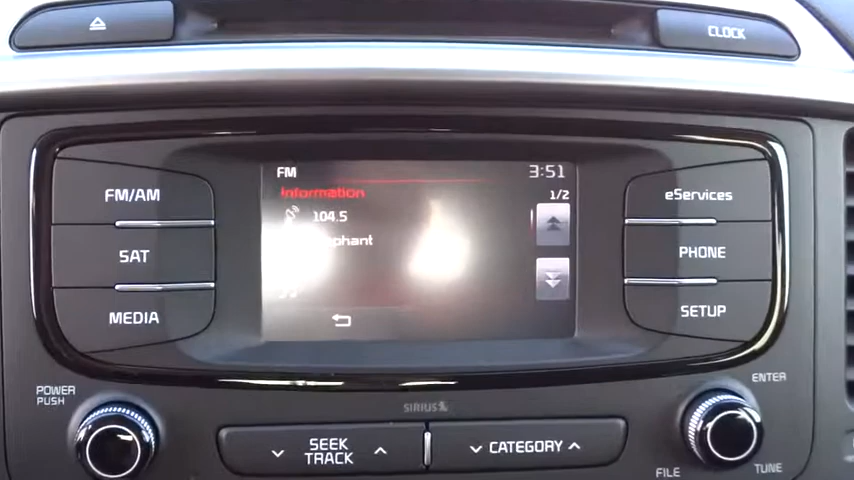 CLOCK
FM 3:51
Information 1/2
104.5
FM/AM
SAT
MEDIA
eServices
PHONE
SETUP
POWER
PUSH
ENTER
SIRIUS
SEEK
TRACK
CATEGORY
FILE
TUNE